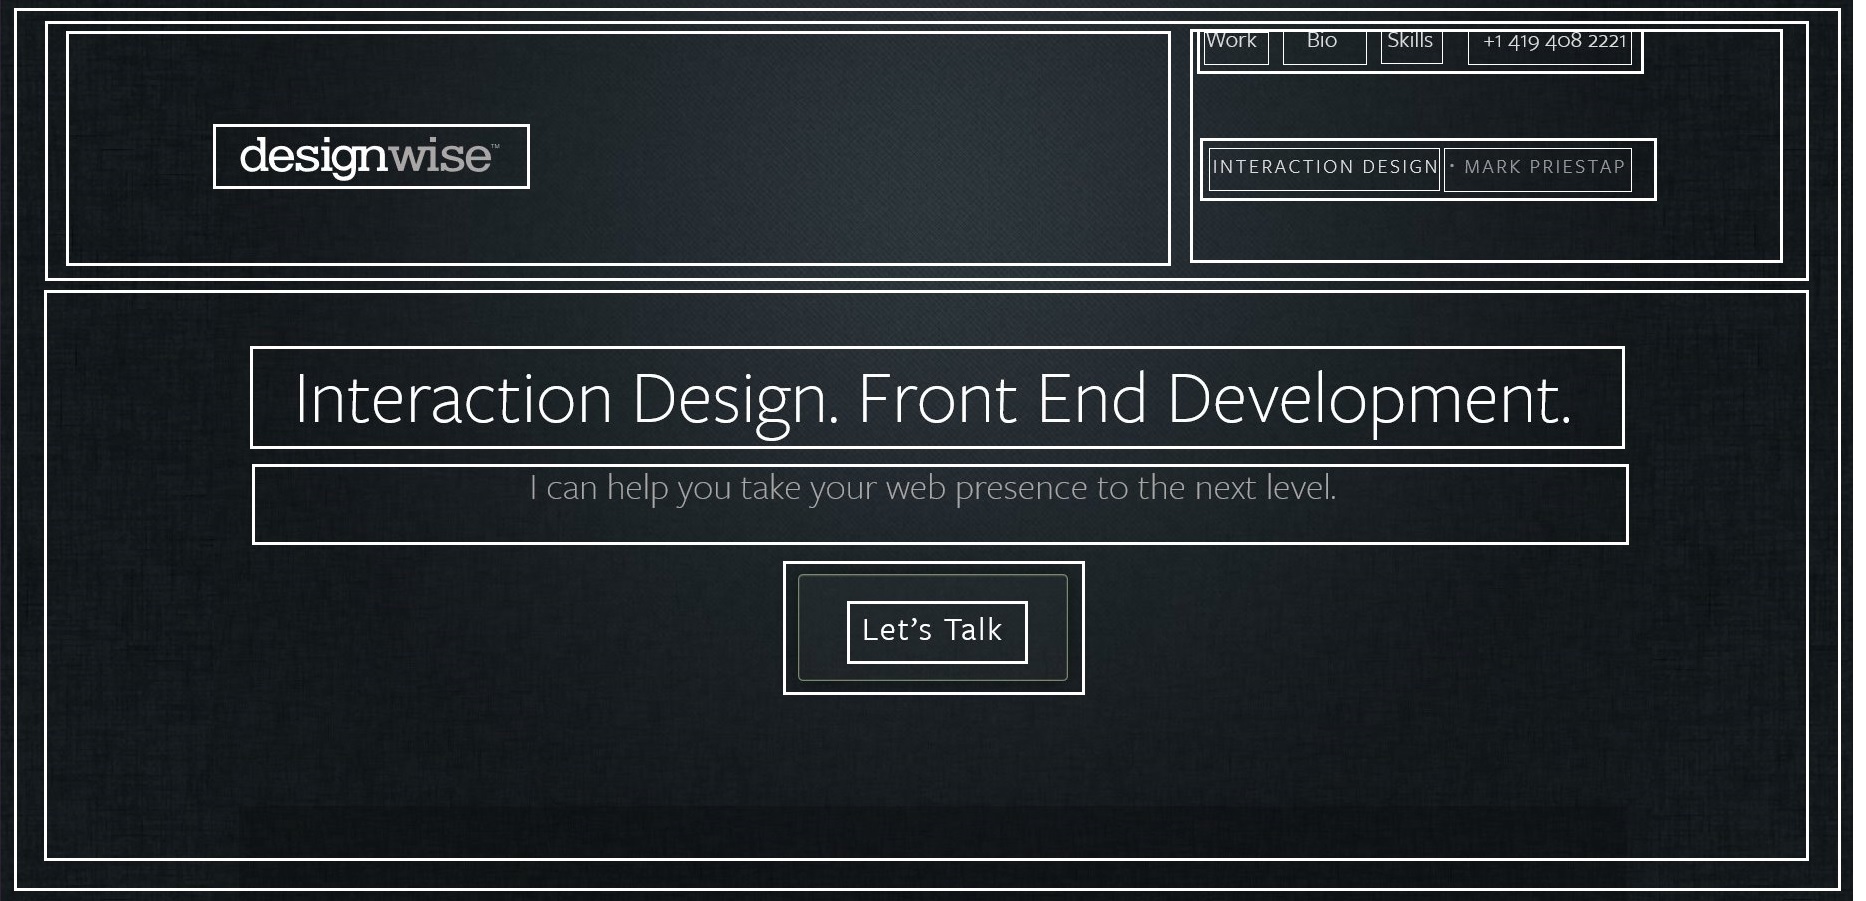 Work Bio Skills +1 419 408 2221
designwise™
INTERACTION DESIGN · MARK PRIESTAP
Interaction Design. Front End Development.
I can help you take your web presence to the next level.
Let’s Talk